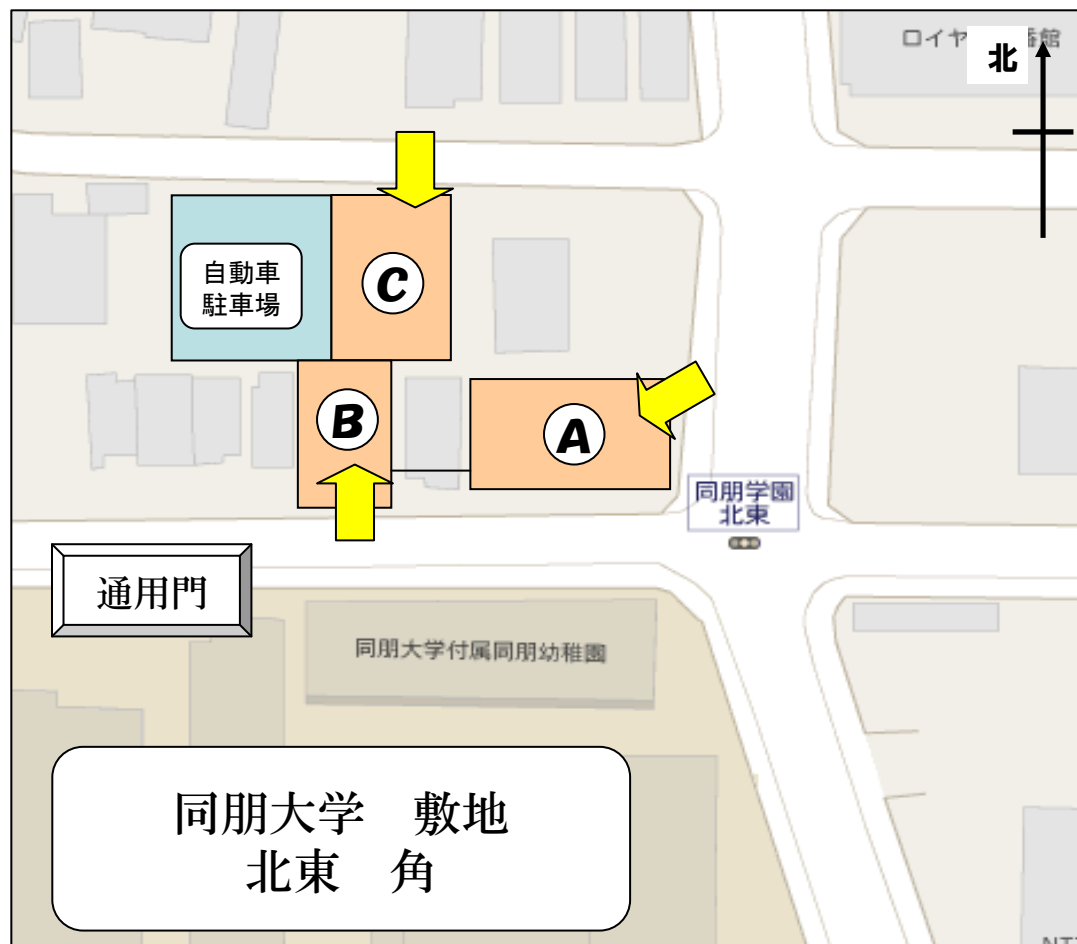 ロイヤ
番館
北
自動車
駐車場
C
B
A
同朋学園
北東
通用門
同朋大学付属同朋幼稚園
同朋大学　敷地
北東　角